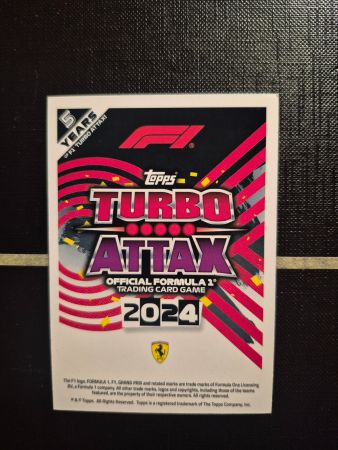 5
YEARS
OF F1 TURBO ATTAX!
F1
Topps
TURBO
ATTAX
OFFICIAL FORMULA 1®
TRADING CARD GAME
2024
The F1 logo, FORMULA 1, F1, GRAND PRIX and related marks are trade marks of Formula One Licensing
BV, a Formula 1 company. All other trade marks, logos and copyrights, including those of the teams
featured, are the property of their respective owners. All rights reserved.
® & © Topps. All Rights Reserved. Topps is a registered trademark of The Topps Company, Inc.